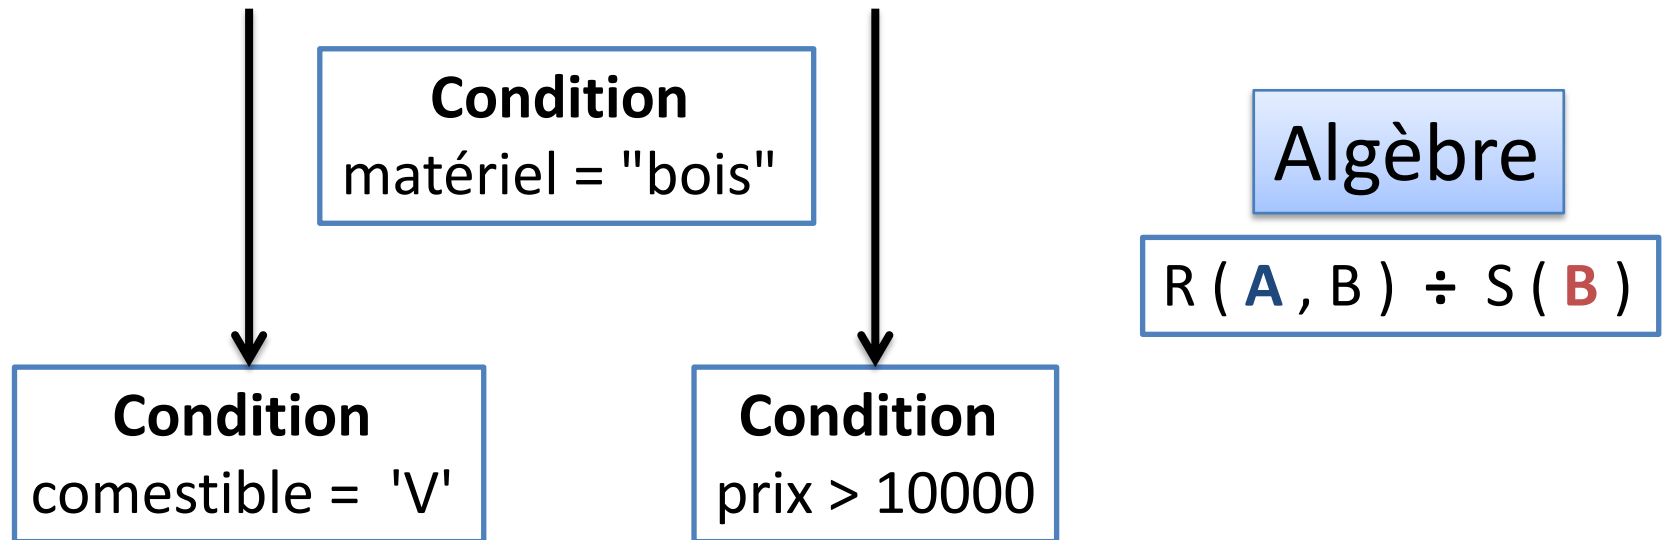 Condition
matériel = "bois"
Algèbre
R ( A , B ) ÷ S ( B )
Condition
comestible = 'V'
Condition
prix > 10000